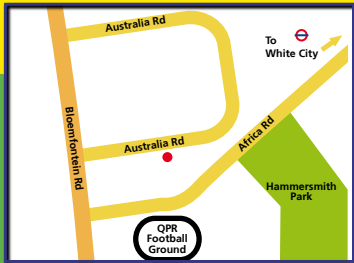 Australia Rd
To
White City
Bloemfontein Rd
Australia Rd
Africa Rd
Hammersmith
Park
QPR
Football
Ground